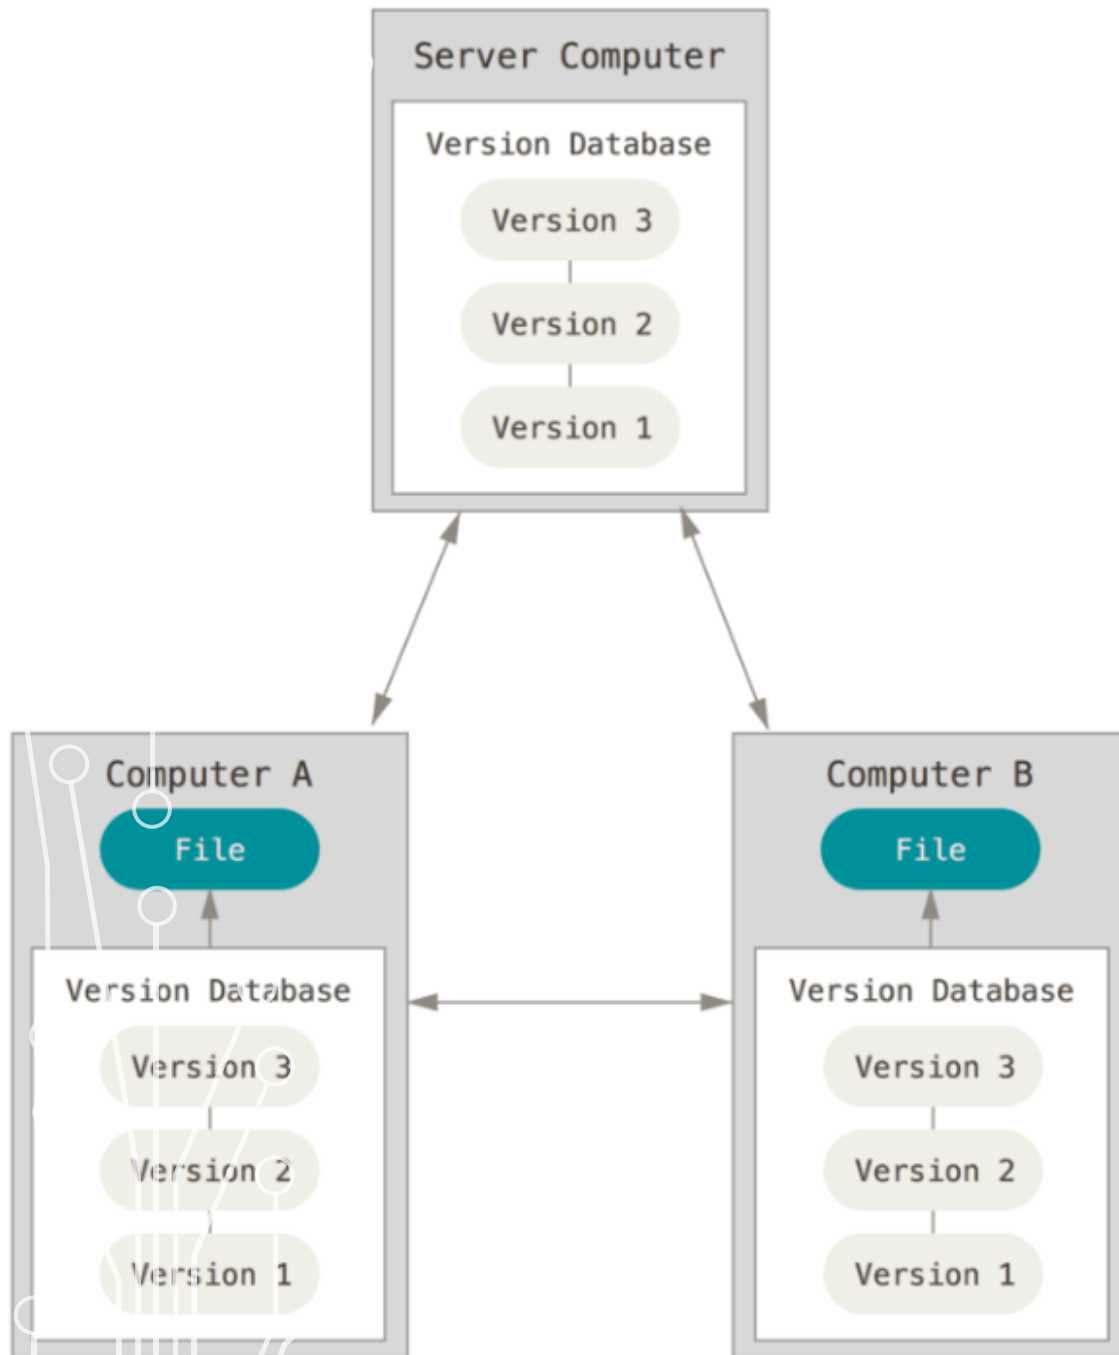 Server Computer
Version Database
Version 3
Version 2
Version 1
Computer A
File
Version Database
Version 3
Version 2
Version 1
Computer B
File
Version Database
Version 3
Version 2
Version 1